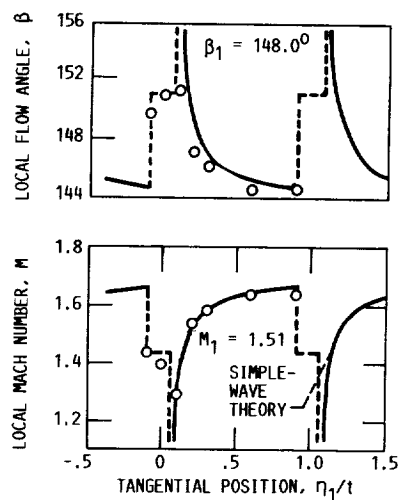 156
152
148
144
LOCAL FLOW ANGLE, β
β1 = 148.0°
1.8
1.6
1.4
1.2
LOCAL MACH NUMBER, M
M1 = 1.51
SIMPLE-
WAVE
THEORY
-.5 0 .5 1.0 1.5
TANGENTIAL POSITION, η1/t